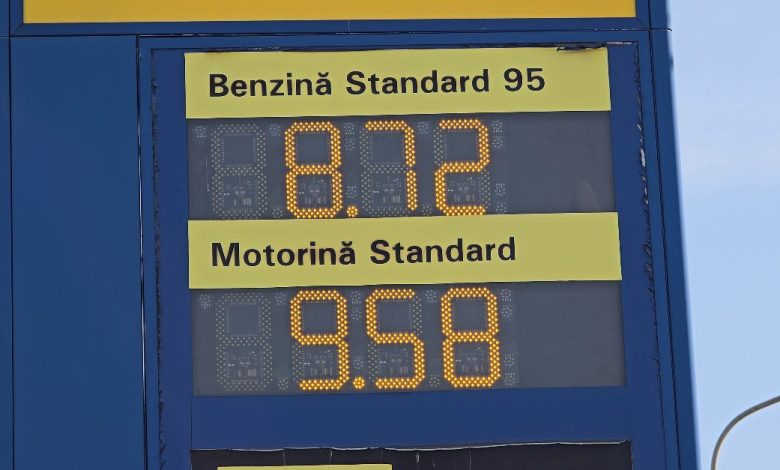 Benzină Standard 95
8.72
Motorină Standard
9.58